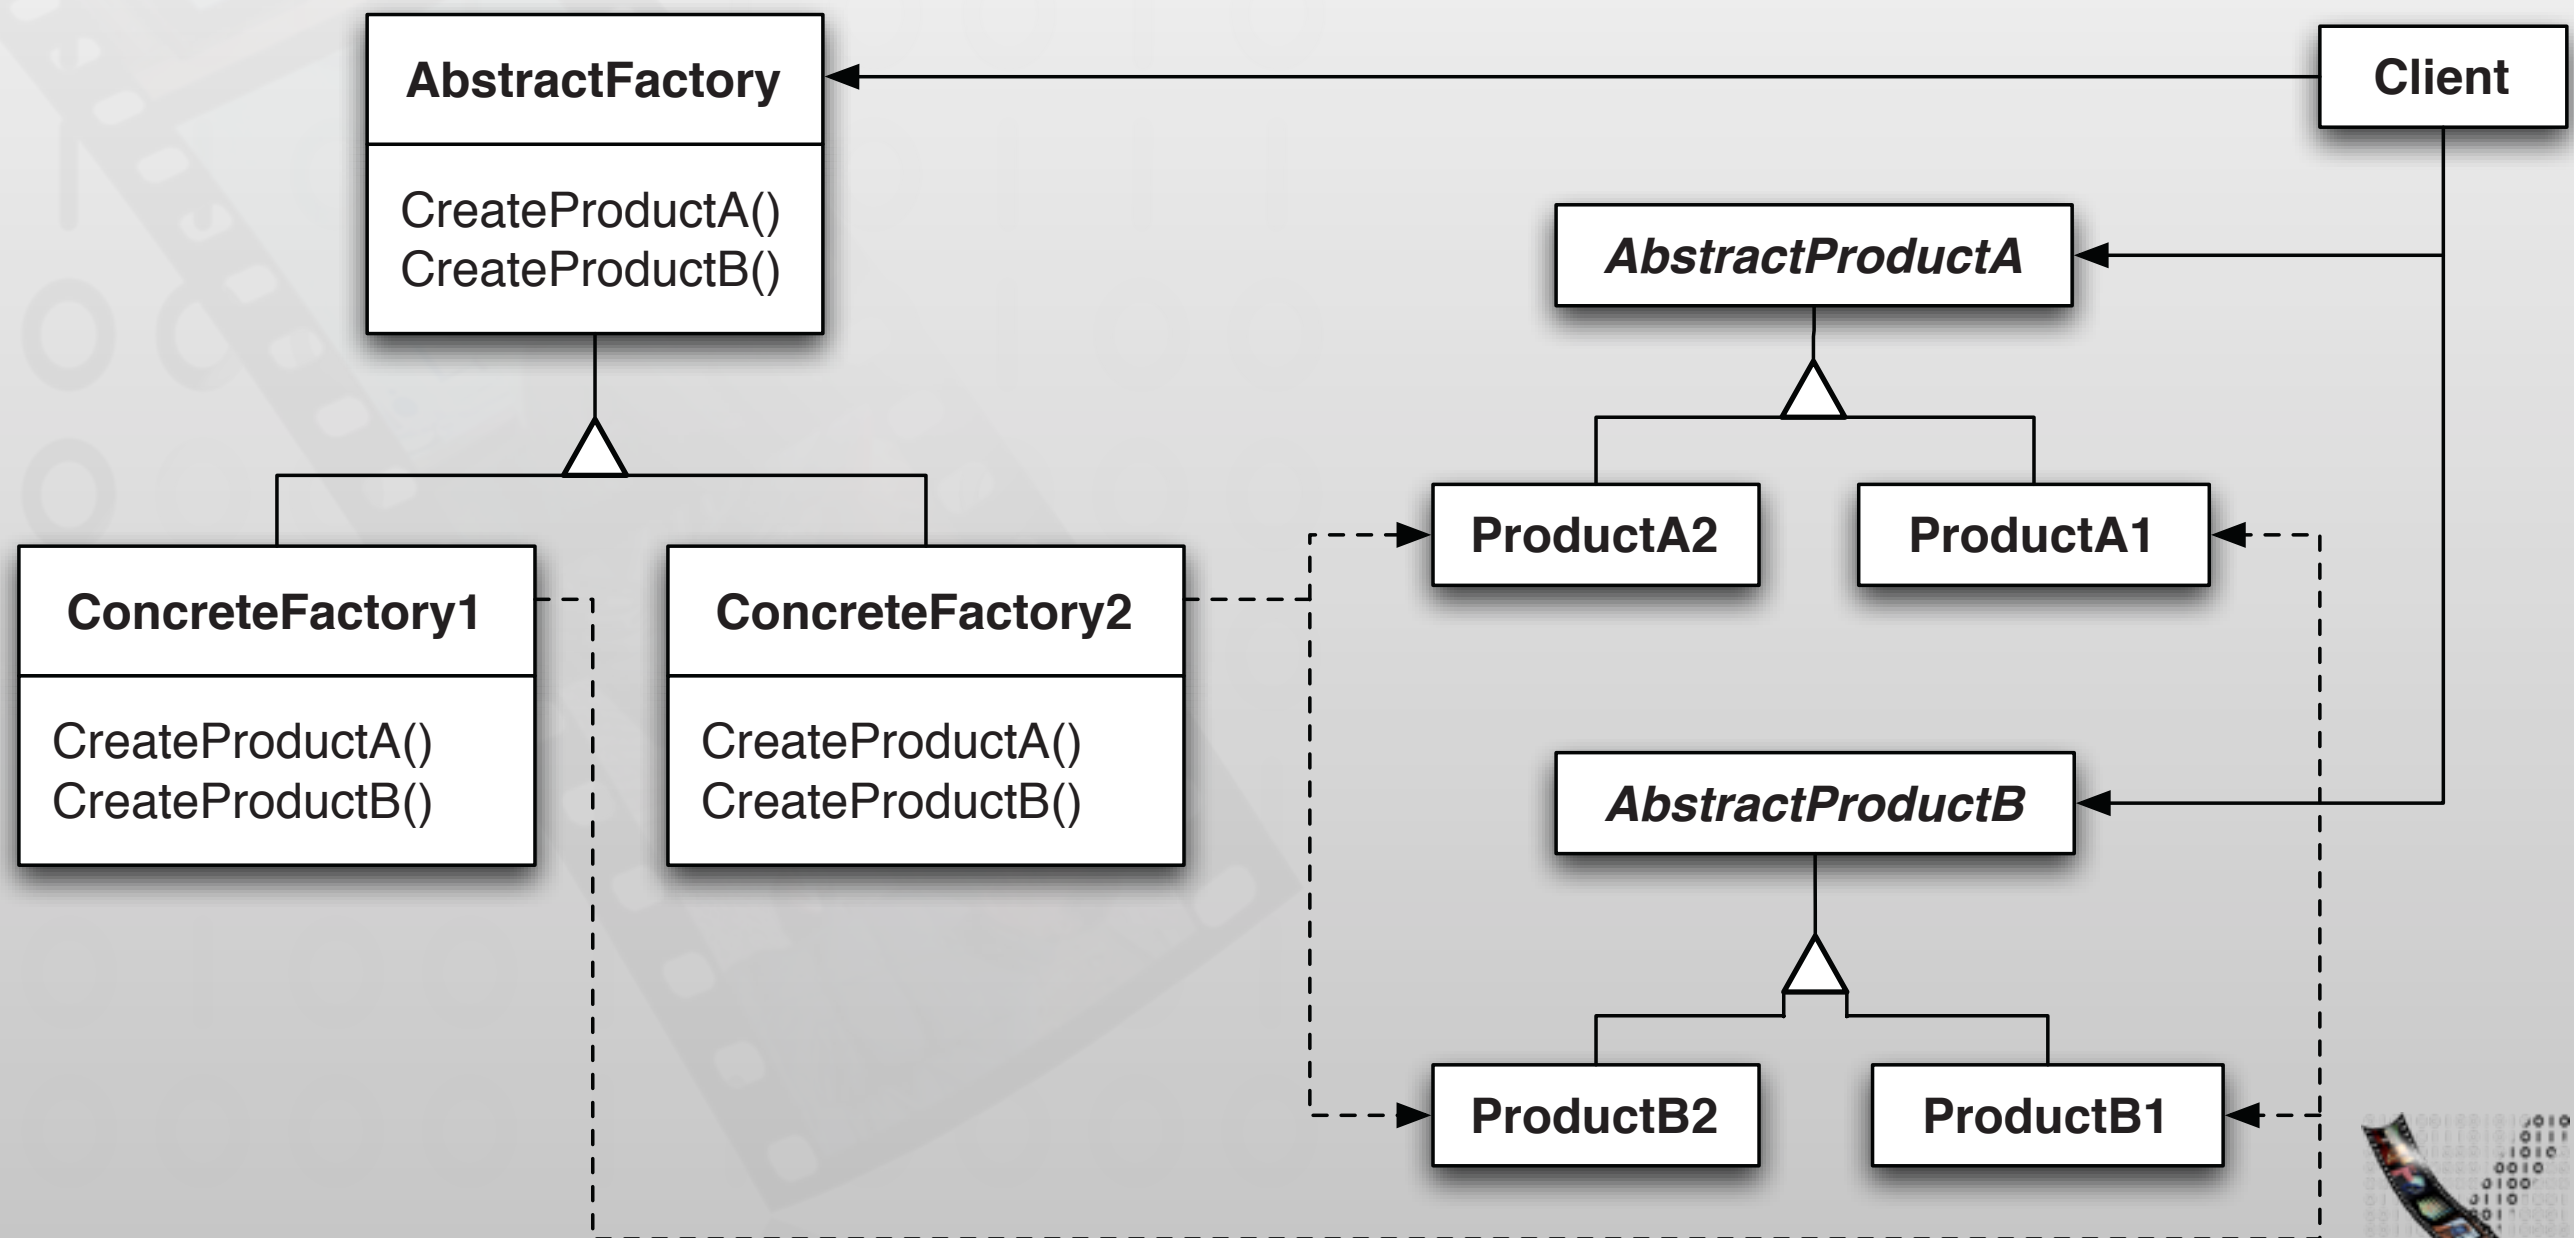 AbstractFactory
CreateProductA()
CreateProductB()
Client
AbstractProductA
ProductA2
ProductA1
ConcreteFactory1
CreateProductA()
CreateProductB()
ConcreteFactory2
CreateProductA()
CreateProductB()
AbstractProductB
ProductB2
ProductB1